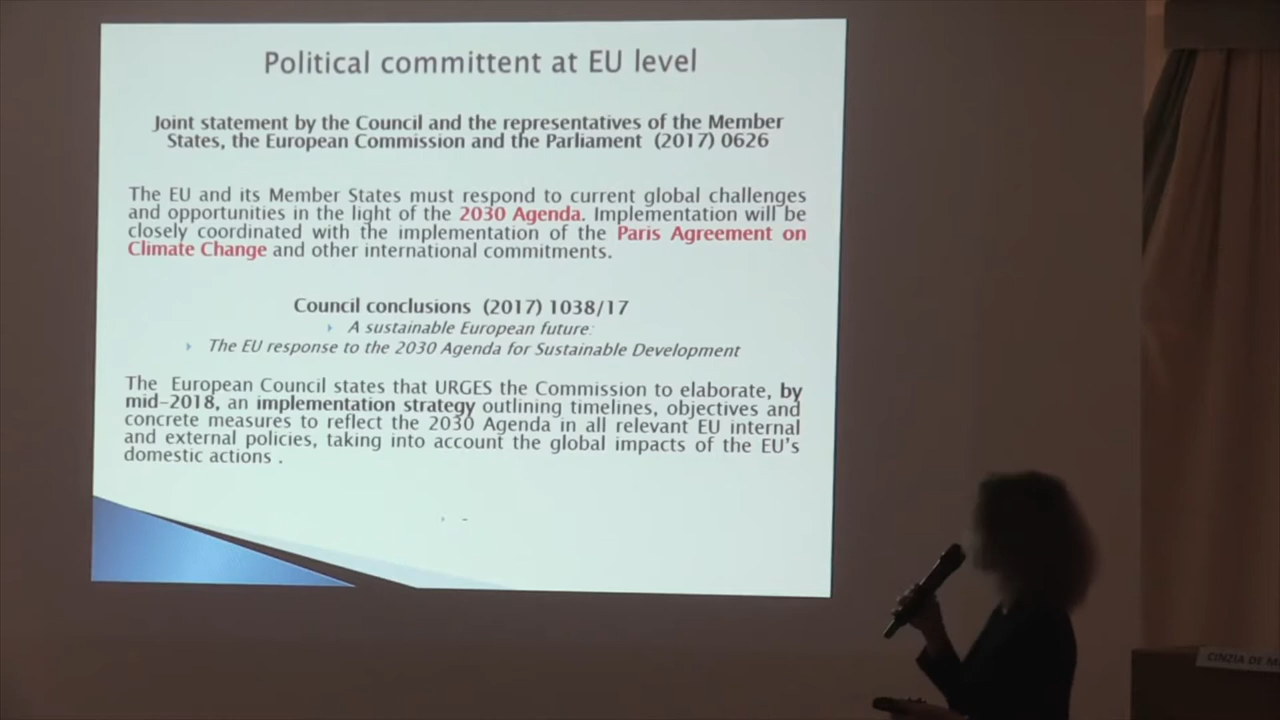 Political committent at EU level
Joint statement by the Council and the representatives of the Member
States, the European Commission and the Parliament (2017) 0626
The EU and its Member States must respond to current global challenges
and opportunities in the light of the 2030 Agenda. Implementation will be
closely coordinated with the implementation of the Paris Agreement on
Climate Change and other international commitments.
Council conclusions (2017) 1038/17
A sustainable European future:
The EU response to the 2030 Agenda for Sustainable Development
The European Council states that URGES the Commission to elaborate, by
mid-2018, an implementation strategy outlining timelines, objectives and
concrete measures to reflect the 2030 Agenda in all relevant EU internal
and external policies, taking into account the global impacts of the EU's
domestic actions .
CINZIA DE